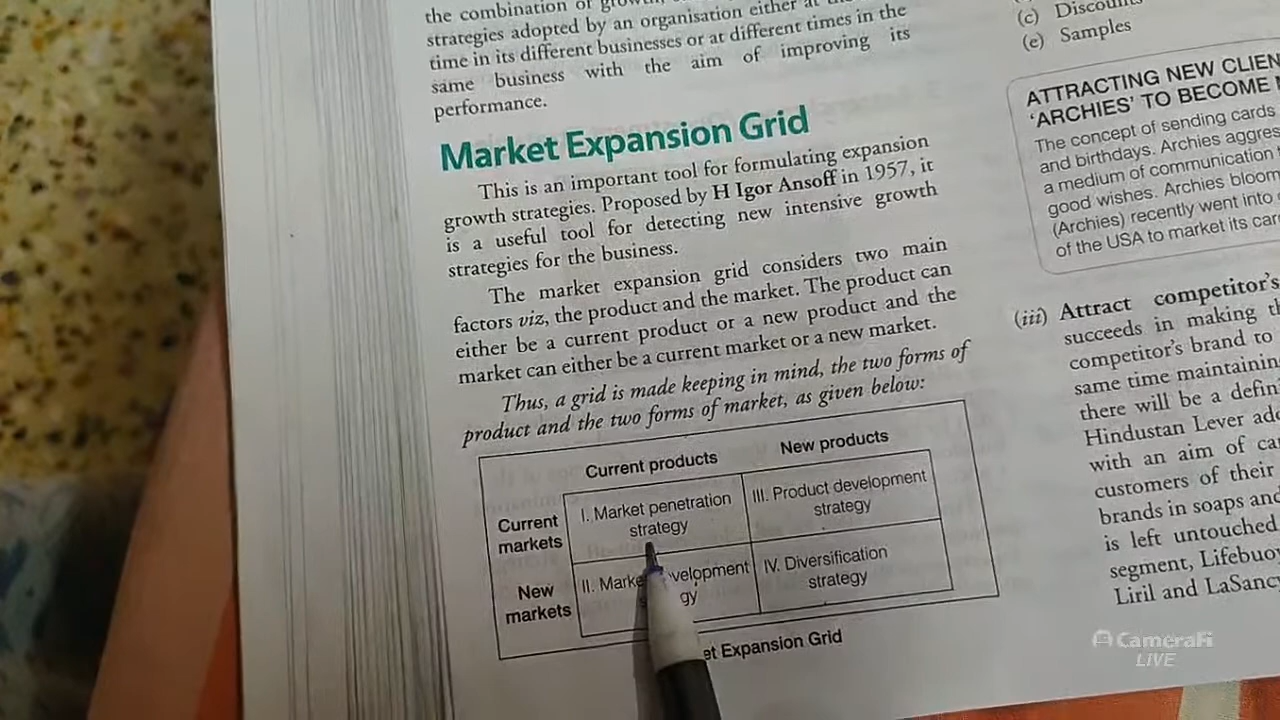 the combination of growth,
strategies adopted by an organisation either at the
time in its different businesses or at different times in the
same business with the aim of improving its
performance.
Market Expansion Grid
This is an important tool for formulating expansion
growth strategies. Proposed by H Igor Ansoff in 1957, it
is a useful tool for detecting new intensive growth
strategies for the business.
The market expansion grid considers two main
factors viz, the product and the market. The product can
either be a current product or a new product and the
market can either be a current market or a new market.
Thus, a grid is made keeping in mind, the two forms of
product and the two forms of market, as given below:
Current products New products
Current markets
I. Market penetration
strategy
III. Product development
strategy
New markets
II. velopment
gy
IV. Diversification
strategy
et Expansion Grid
(c) Discounts
(e) Samples
ATTRACTING NEW CLIEN
'ARCHIES' TO BECOME
The concept of sending cards
and birthdays. Archies aggres
a medium of communication
good wishes. Archies bloom
(Archies) recently went into
of the USA to market its car
(iii) Attract competitor's
succeeds in making th
competitor's brand to
same time maintaining
there will be a defin
Hindustan Lever add
with an aim of ca
customers of their
brands in soaps and
is left untouched
segment, Lifebuoy
Liril and LaSancy
CameraFi
LIVE